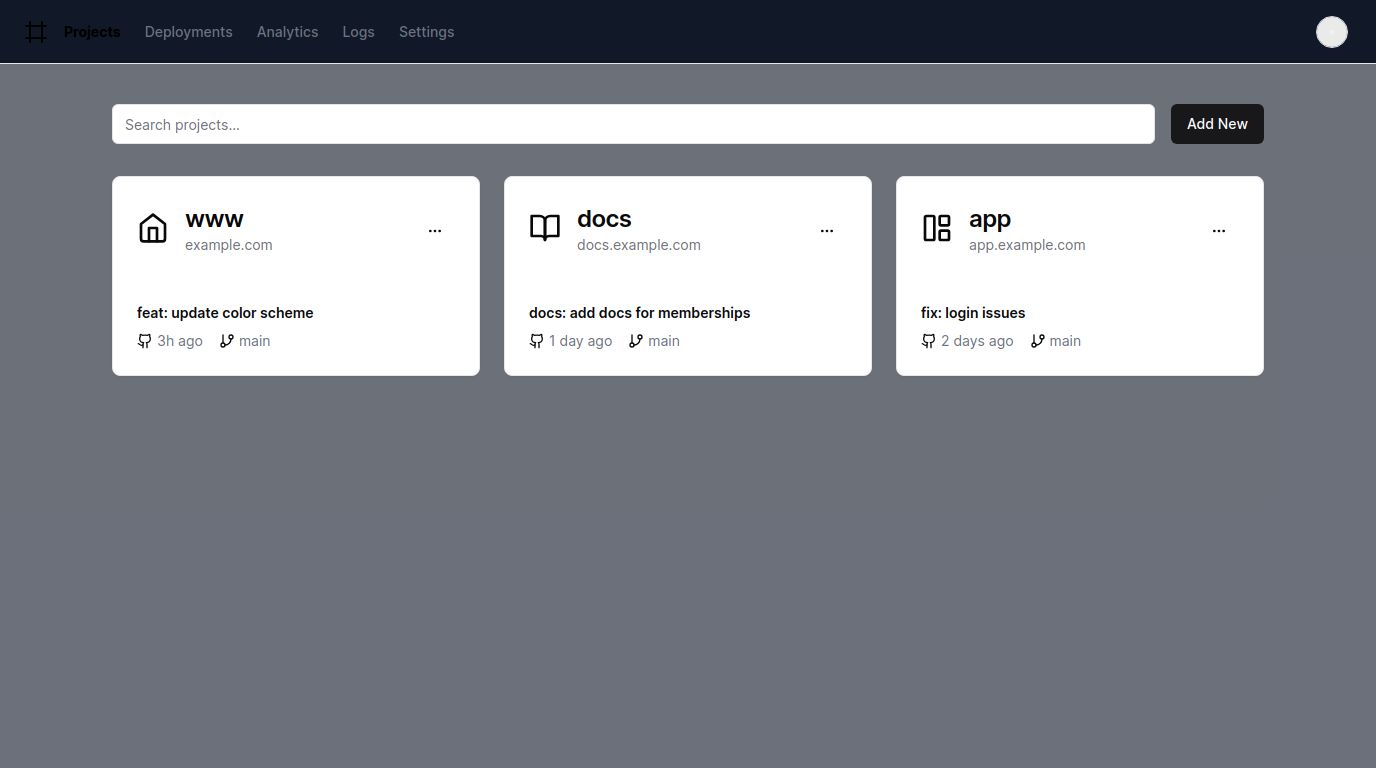 Projects Deployments Analytics Logs Settings
Search projects...
Add New
www
example.com
feat: update color scheme
3h ago main
docs
docs.example.com
docs: add docs for memberships
1 day ago main
app
app.example.com
fix: login issues
2 days ago main